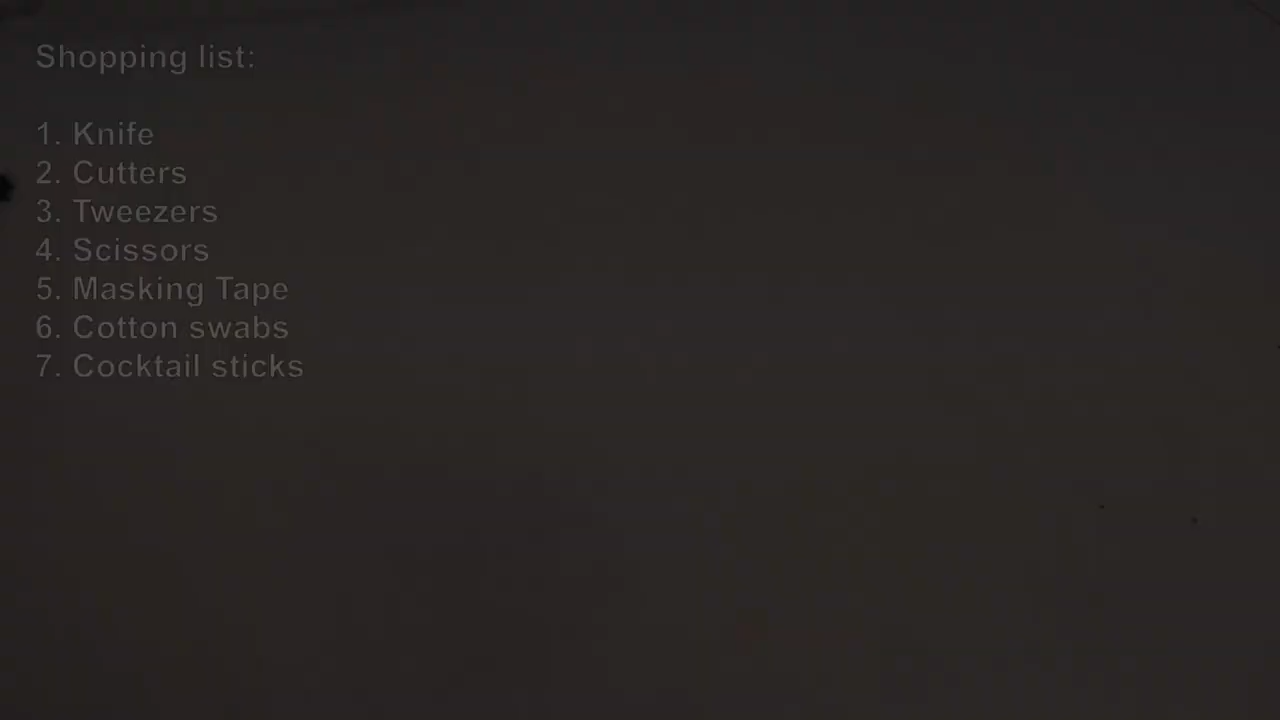 Shopping list:
1. Knife
2. Cutters
3. Tweezers
4. Scissors
5. Masking Tape
6. Cotton swabs
7. Cocktail sticks